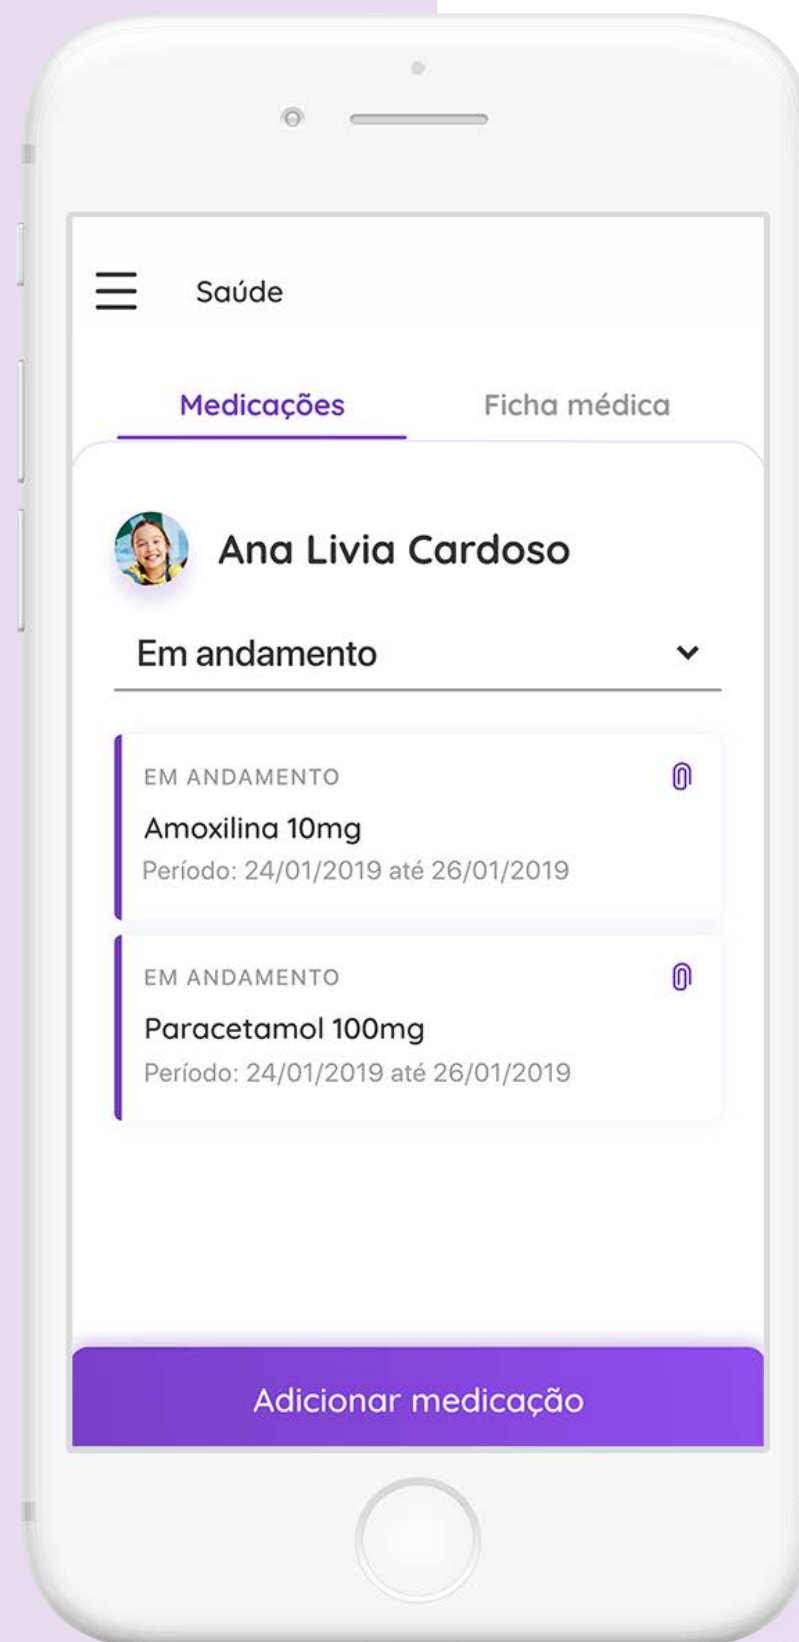 Saúde
Medicações
Ficha médica
Ana Livia Cardoso
Em andamento
EM ANDAMENTO
Amoxilina 10mg
Período: 24/01/2019 até 26/01/2019
EM ANDAMENTO
Paracetamol 100mg
Período: 24/01/2019 até 26/01/2019
Adicionar medicação